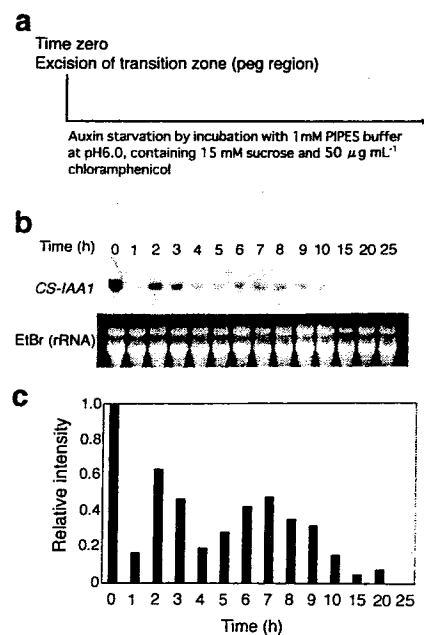 a
Time zero
Excision of transition zone (peg region)
Auxin starvation by incubation with 1mM PIPES buffer
at pH6.0, containing 15 mM sucrose and 50 μg mL⁻¹
chloramphenicol
b
Time (h) 0 1 2 3 4 5 6 7 8 9 10 15 20 25
CS-IAA1
EtBr (rRNA)
c
Relative intensity
1.0
0.8
0.6
0.4
0.2
0
0 1 2 3 4 5 6 7 8 9 10 15 20 25
Time (h)